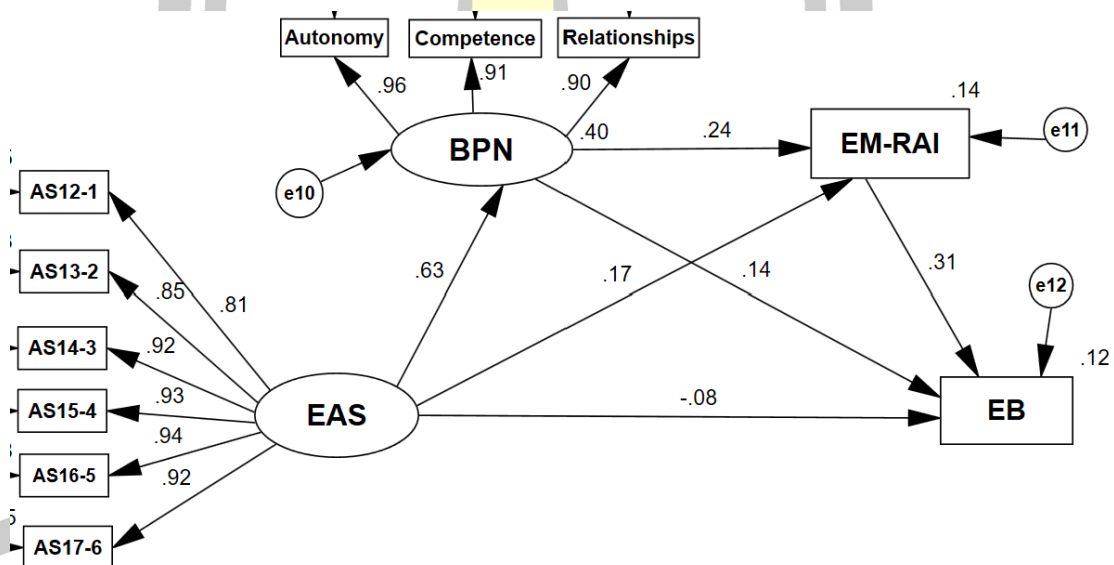 Autonomy
Competence
Relationships
.96
.91
.90
.14
e11
.40
.24
BPN
EM-RAI
e10
AS12-1
AS13-2
.63
.17
.14
.31
e12
.85
.81
AS14-3
.92
.12
AS15-4
.93
EAS
-.08
EB
.94
AS16-5
.92
5
AS17-6